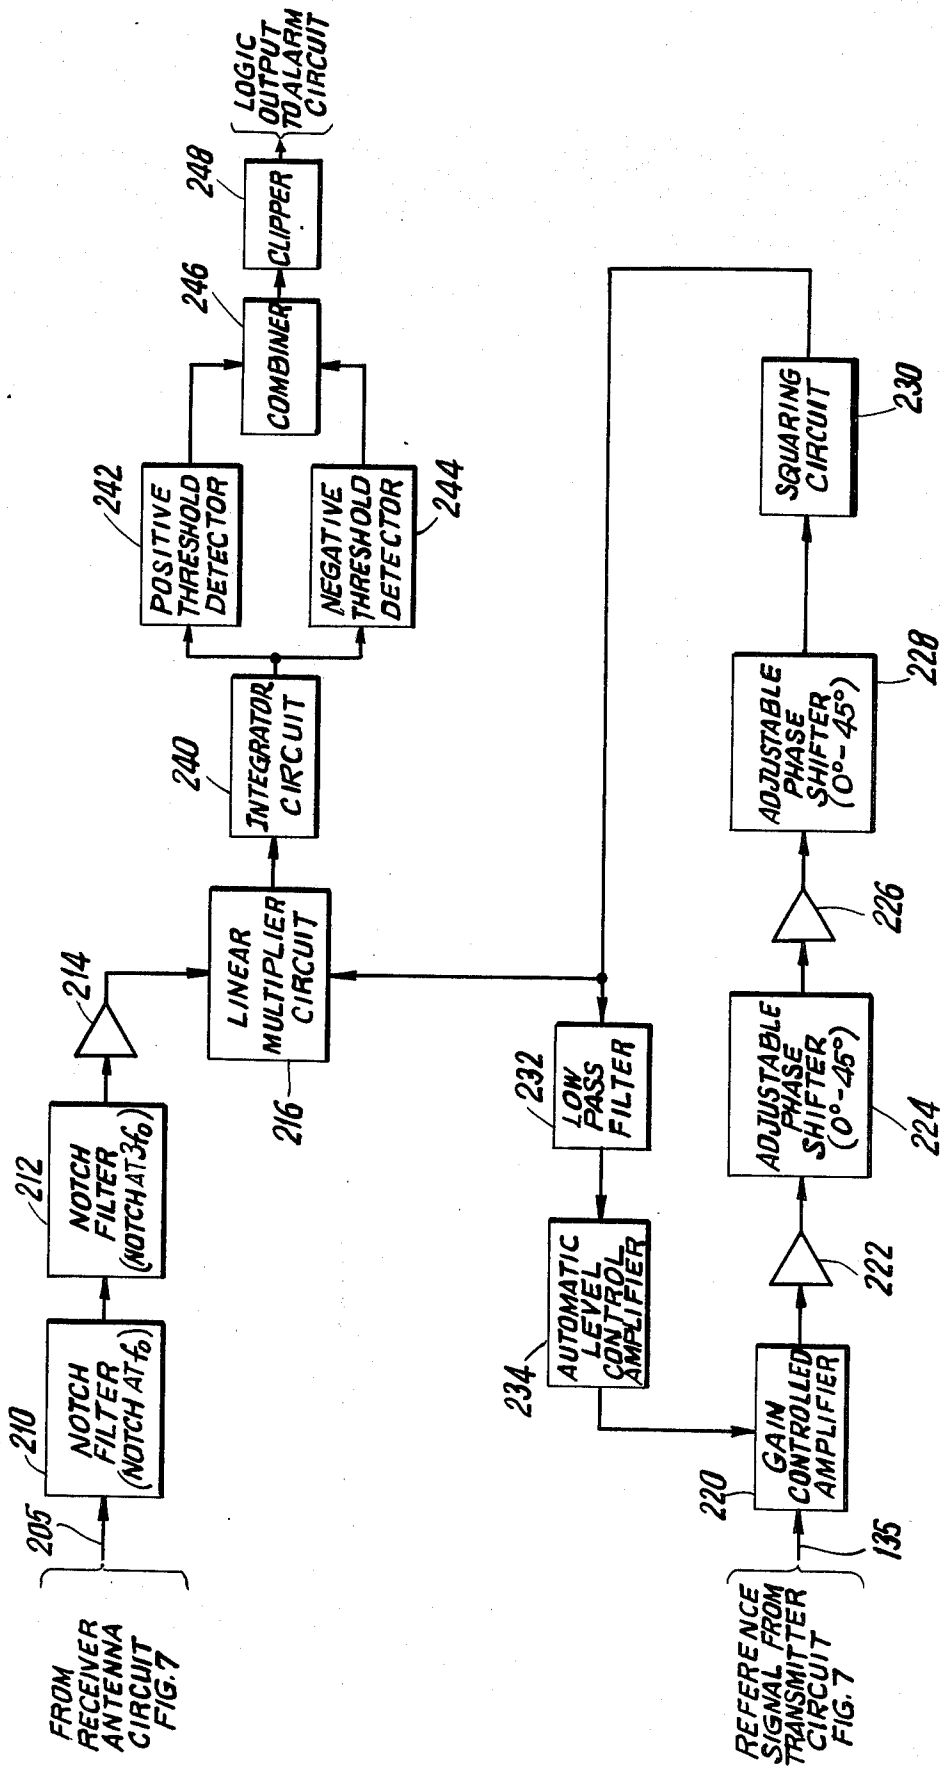 FROM
RECEIVER
ANTENNA
CIRCUIT
FIG. 7
205
210
NOTCH
FILTER
(NOTCH AT f₀)
212
NOTCH
FILTER
(NOTCH AT 3f₀)
214
LINEAR
MULTIPLIER
CIRCUIT
216
240
INTEGRATOR
CIRCUIT
242
POSITIVE
THRESHOLD
DETECTOR
NEGATIVE
THRESHOLD
DETECTOR
244
246
COMBINER
248
CLIPPER
LOGIC
OUTPUT
TO ALARM
CIRCUIT
REFERENCE
SIGNAL FROM
TRANSMITTER
CIRCUIT
FIG. 7
135
220
GAIN
CONTROLLED
AMPLIFIER
222
ADJUSTABLE
PHASE
SHIFTER
(0°-45°)
224
226
ADJUSTABLE
PHASE
SHIFTER
(0°-45°)
228
SQUARING
CIRCUIT
230
232
LOW
PASS
FILTER
234
AUTOMATIC
LEVEL
CONTROL
AMPLIFIER